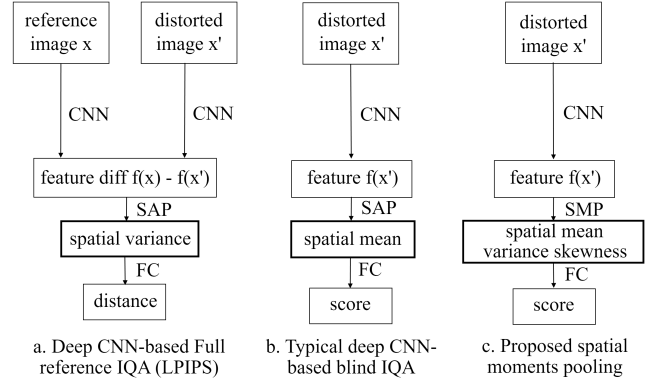 reference
image x
distorted
image x'
CNN
CNN
feature diff f(x) - f(x')
SAP
spatial variance
FC
distance
a. Deep CNN-based Full
reference IQA (LPIPS)
distorted
image x'
CNN
feature f(x')
SAP
spatial mean
FC
score
b. Typical deep CNN-
based blind IQA
distorted
image x'
CNN
feature f(x')
SMP
spatial mean
variance skewness
FC
score
c. Proposed spatial
moments pooling